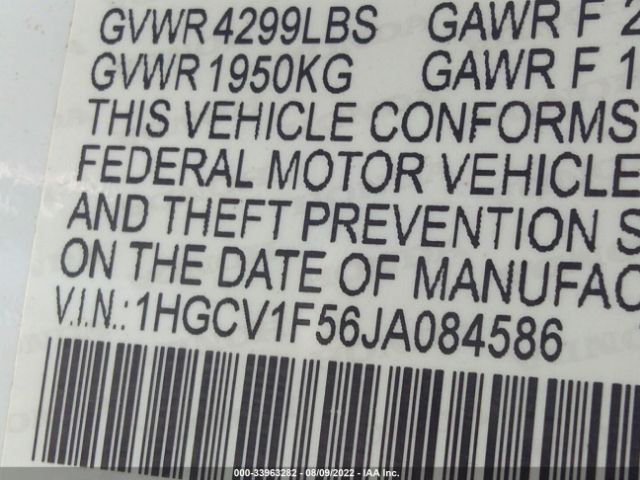 GVWR 4299LBS GAWR F 2
GVWR 1950KG GAWR F 1
THIS VEHICLE CONFORMS
FEDERAL MOTOR VEHICLE
AND THEFT PREVENTION S
ON THE DATE OF MANUFAC
V.I.N.: 1HGCV1F56JA084586
000-33963282 - 08/09/2022 - IAA Inc.